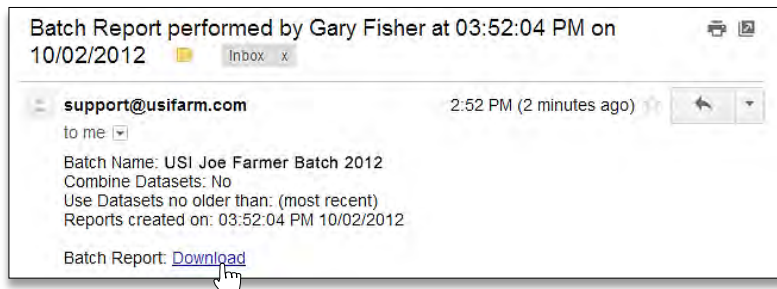 Batch Report performed by Gary Fisher at 03:52:04 PM on
10/02/2012 Inbox x
support@usifarm.com 2:52 PM (2 minutes ago)
to me
Batch Name: USI Joe Farmer Batch 2012
Combine Datasets: No
Use Datasets no older than: (most recent)
Reports created on: 03:52:04 PM 10/02/2012
Batch Report: Download